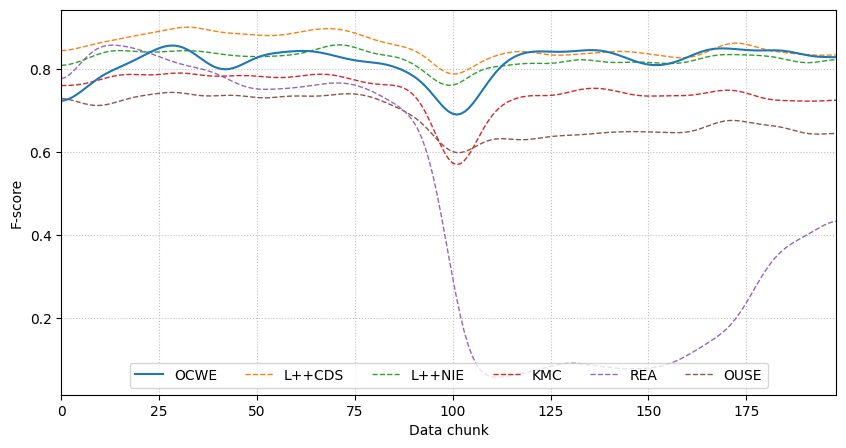 F-score
0.8
0.6
0.4
0.2
OCWE L++CDS L++NIE KMC REA OUSE
0 25 50 75 100 125 150 175
Data chunk